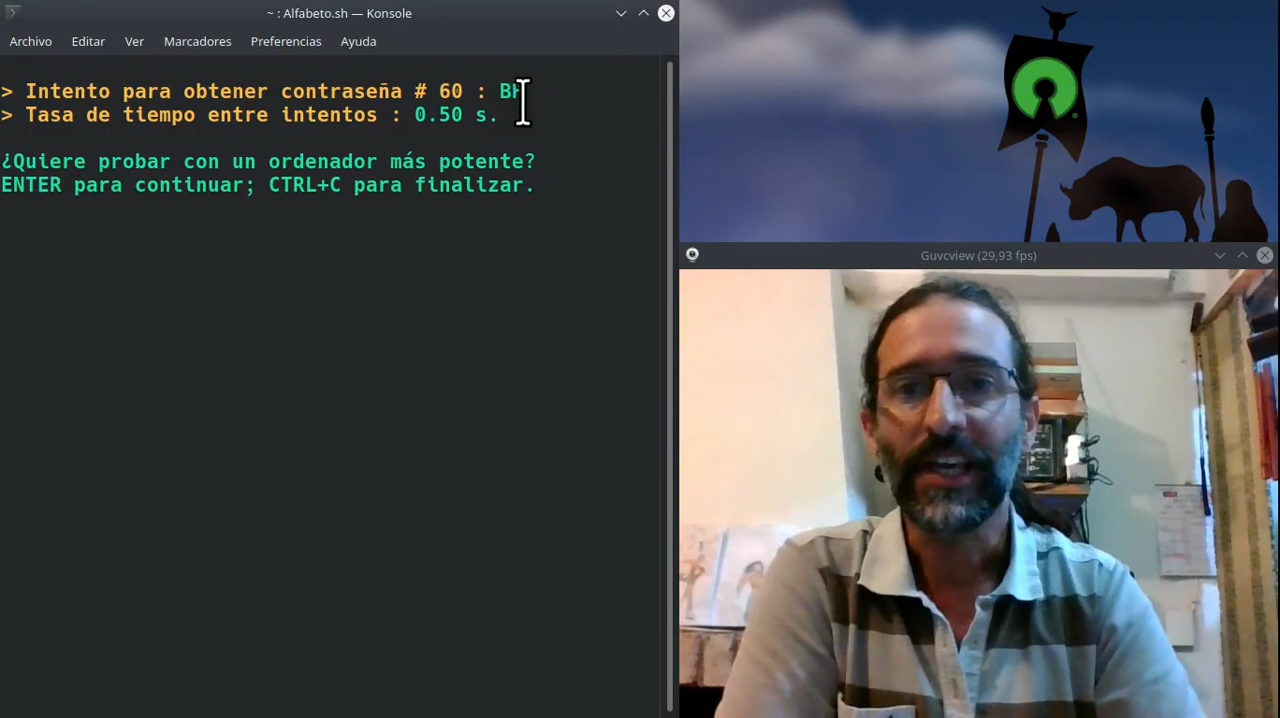 ~ : Alfabeto.sh — Konsole
Archivo Editar Ver Marcadores Preferencias Ayuda
> Intento para obtener contraseña # 60 :
> Tasa de tiempo entre intentos : 0.50 s.
¿Quiere probar con un ordenador más potente?
ENTER para continuar; CTRL+C para finalizar.
Guvcview (29,93 fps)